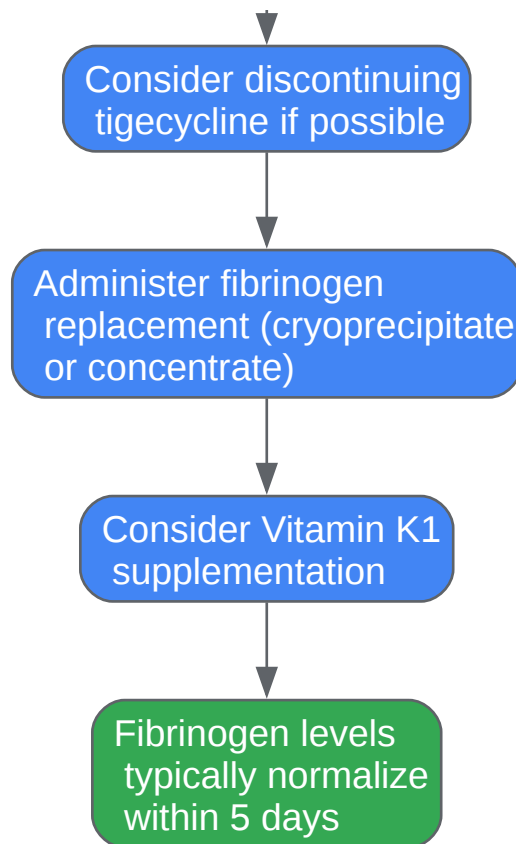 Consider discontinuing
tigecycline if possible
Administer fibrinogen
replacement (cryoprecipitate
or concentrate)
Consider Vitamin K1
supplementation
Fibrinogen levels
typically normalize
within 5 days